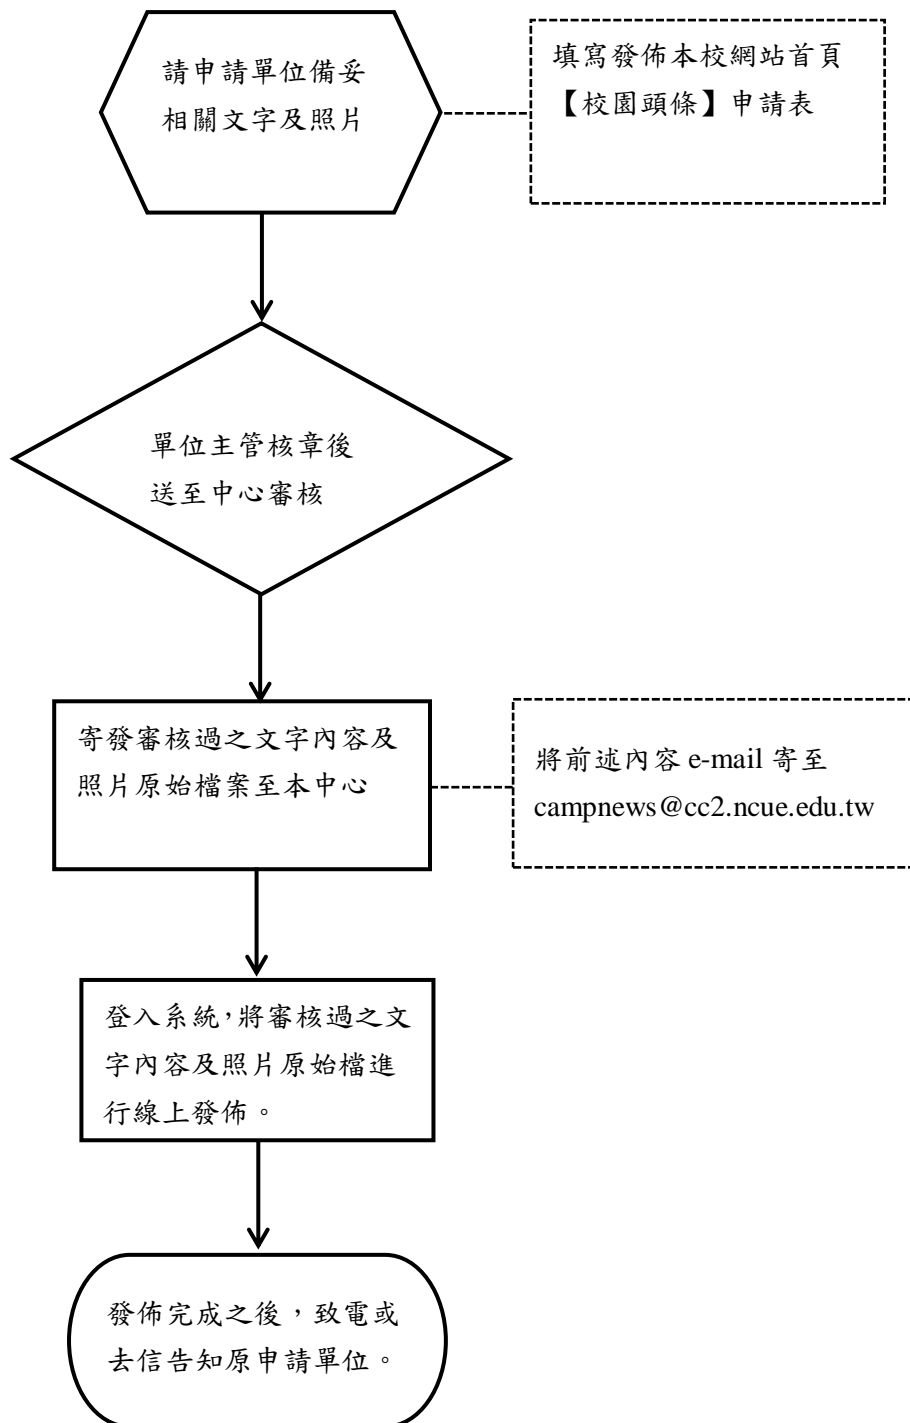 請申請單位備妥
相關文字及照片
填寫發佈本校網站首頁
【校園頭條】申請表
單位主管核章後
送至中心審核
寄發審核過之文字內容及
照片原始檔案至本中心
將前述內容 e-mail 寄至
campnews@cc2.ncue.edu.tw
登入系統，將審核過之文
字內容及照片原始檔進
行線上發佈。
發佈完成之後，致電或
去信告知原申請單位。